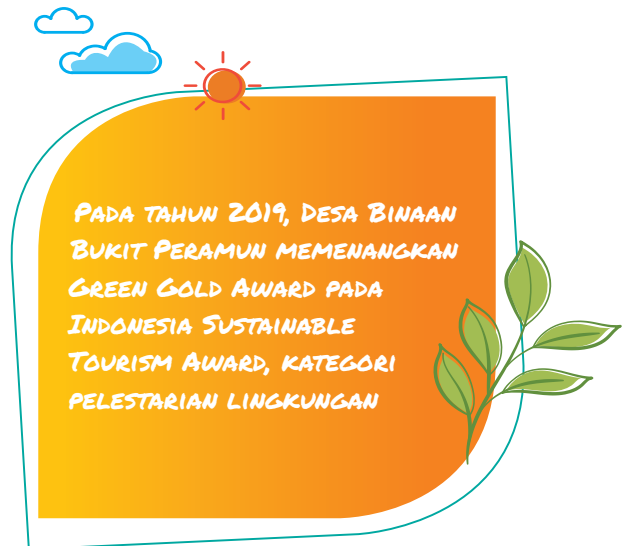 Pada tahun 2019, Desa Binaan
Bukit Peramun memenangkan
Green Gold Award pada
Indonesia Sustainable
Tourism Award, kategori
pelestarian lingkungan